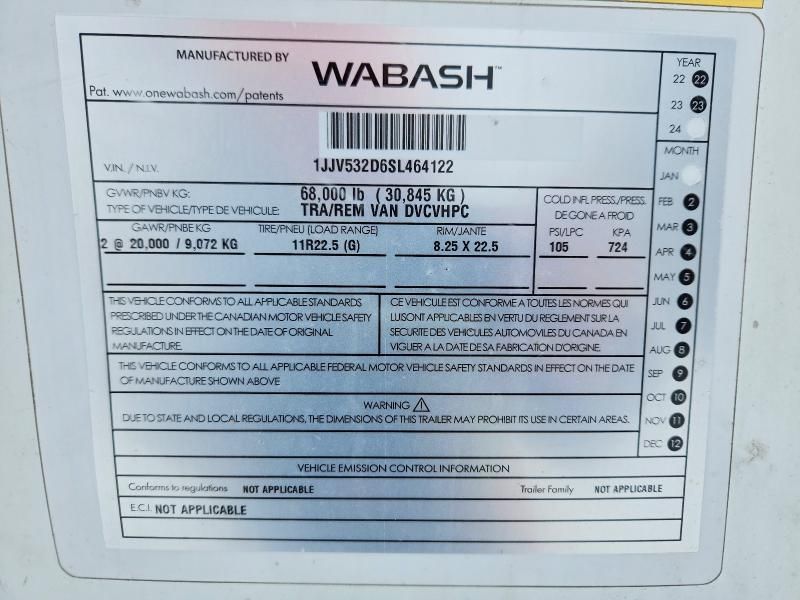 MANUFACTURED BY WABASH™
Pat. www.onewabash.com/patents
V.I.N. / N.I.V. 1JJV532D6SL464122
GVWR/PNBV KG: 68,000 lb ( 30,845 KG )
TYPE OF VEHICLE/TYPE DE VEHICULE: TRA/REM VAN DVCVHPC
COLD INFL PRESS./PRESS.
DE GONE A FROID
GAWR/PNBE KG TIRE/PNEU (LOAD RANGE) RIM/JANTE PSI/LPC KPA
2 @ 20,000 / 9,072 KG 11R22.5 (G) 8.25 X 22.5 105 724
THIS VEHICLE CONFORMS TO ALL APPLICABLE STANDARDS
PRESCRIBED UNDER THE CANADIAN MOTOR VEHICLE SAFETY
REGULATIONS IN EFFECT ON THE DATE OF ORIGINAL
MANUFACTURE.
CE VEHICULE EST CONFORME A TOUTES LES NORMES QUI
LUI SONT APPLICABLES EN VERTU DU REGLEMENT SUR LA
SECURITE DES VEHICULES AUTOMOVILES DU CANADA EN
VIGUER A LA DATE DE SA FABRICATION D'ORIGINE.
THIS VEHICLE CONFORMS TO ALL APPLICABLE FEDERAL MOTOR VEHICLE SAFETY STANDARDS IN EFFECT ON THE DATE
OF MANUFACTURE SHOWN ABOVE
WARNING
DUE TO STATE AND LOCAL REGULATIONS, THE DIMENSIONS OF THIS TRAILER MAY PROHIBIT ITS USE IN CERTAIN AREAS.
VEHICLE EMISSION CONTROL INFORMATION
Conforms to regulations NOT APPLICABLE Trailer Family NOT APPLICABLE
E.C.I. NOT APPLICABLE
YEAR
22 22
23 23
24
MONTH
JAN
FEB 2
MAR 3
APR 4
MAY 5
JUN 6
JUL 7
AUG 8
SEP 9
OCT 10
NOV 11
DEC 12